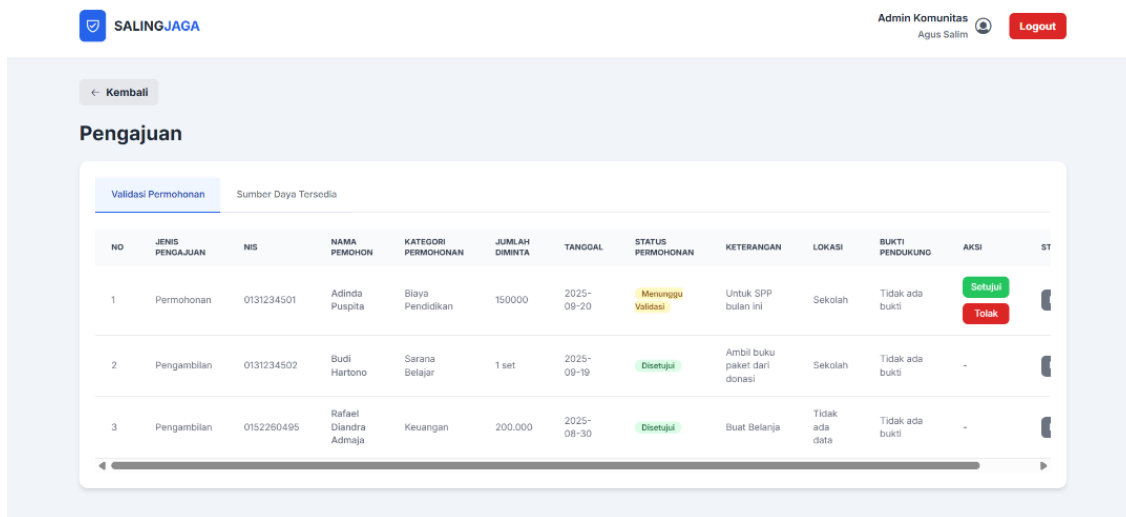 SALINGJAGA
Admin Komunitas
Agus Salim
Logout
← Kembali
Pengajuan
Validasi Permohonan Sumber Daya Tersedia
NO JENIS PENGAJUAN NIS NAMA PEMOHON KATEGORI PERMOHONAN JUMLAH DIMINTA TANGGAL STATUS PERMOHONAN KETERANGAN LOKASI BUKTI PENDUKUNG AKSI ST
1 Permohonan 0131234501 Adinda Puspita Biaya Pendidikan 150000 2025-09-20 Menunggu Validasi Untuk SPP bulan ini Sekolah Tidak ada bukti Setujui Tolak
2 Pengambilan 0131234502 Budi Hartono Sarana Belajar 1 set 2025-09-19 Disetujui Ambil buku paket dari donasi Sekolah Tidak ada bukti -
3 Pengambilan 0152260495 Rafael Diandra Admaja Keuangan 200.000 2025-08-30 Disetujui Buat Belanja Tidak ada data Tidak ada bukti -